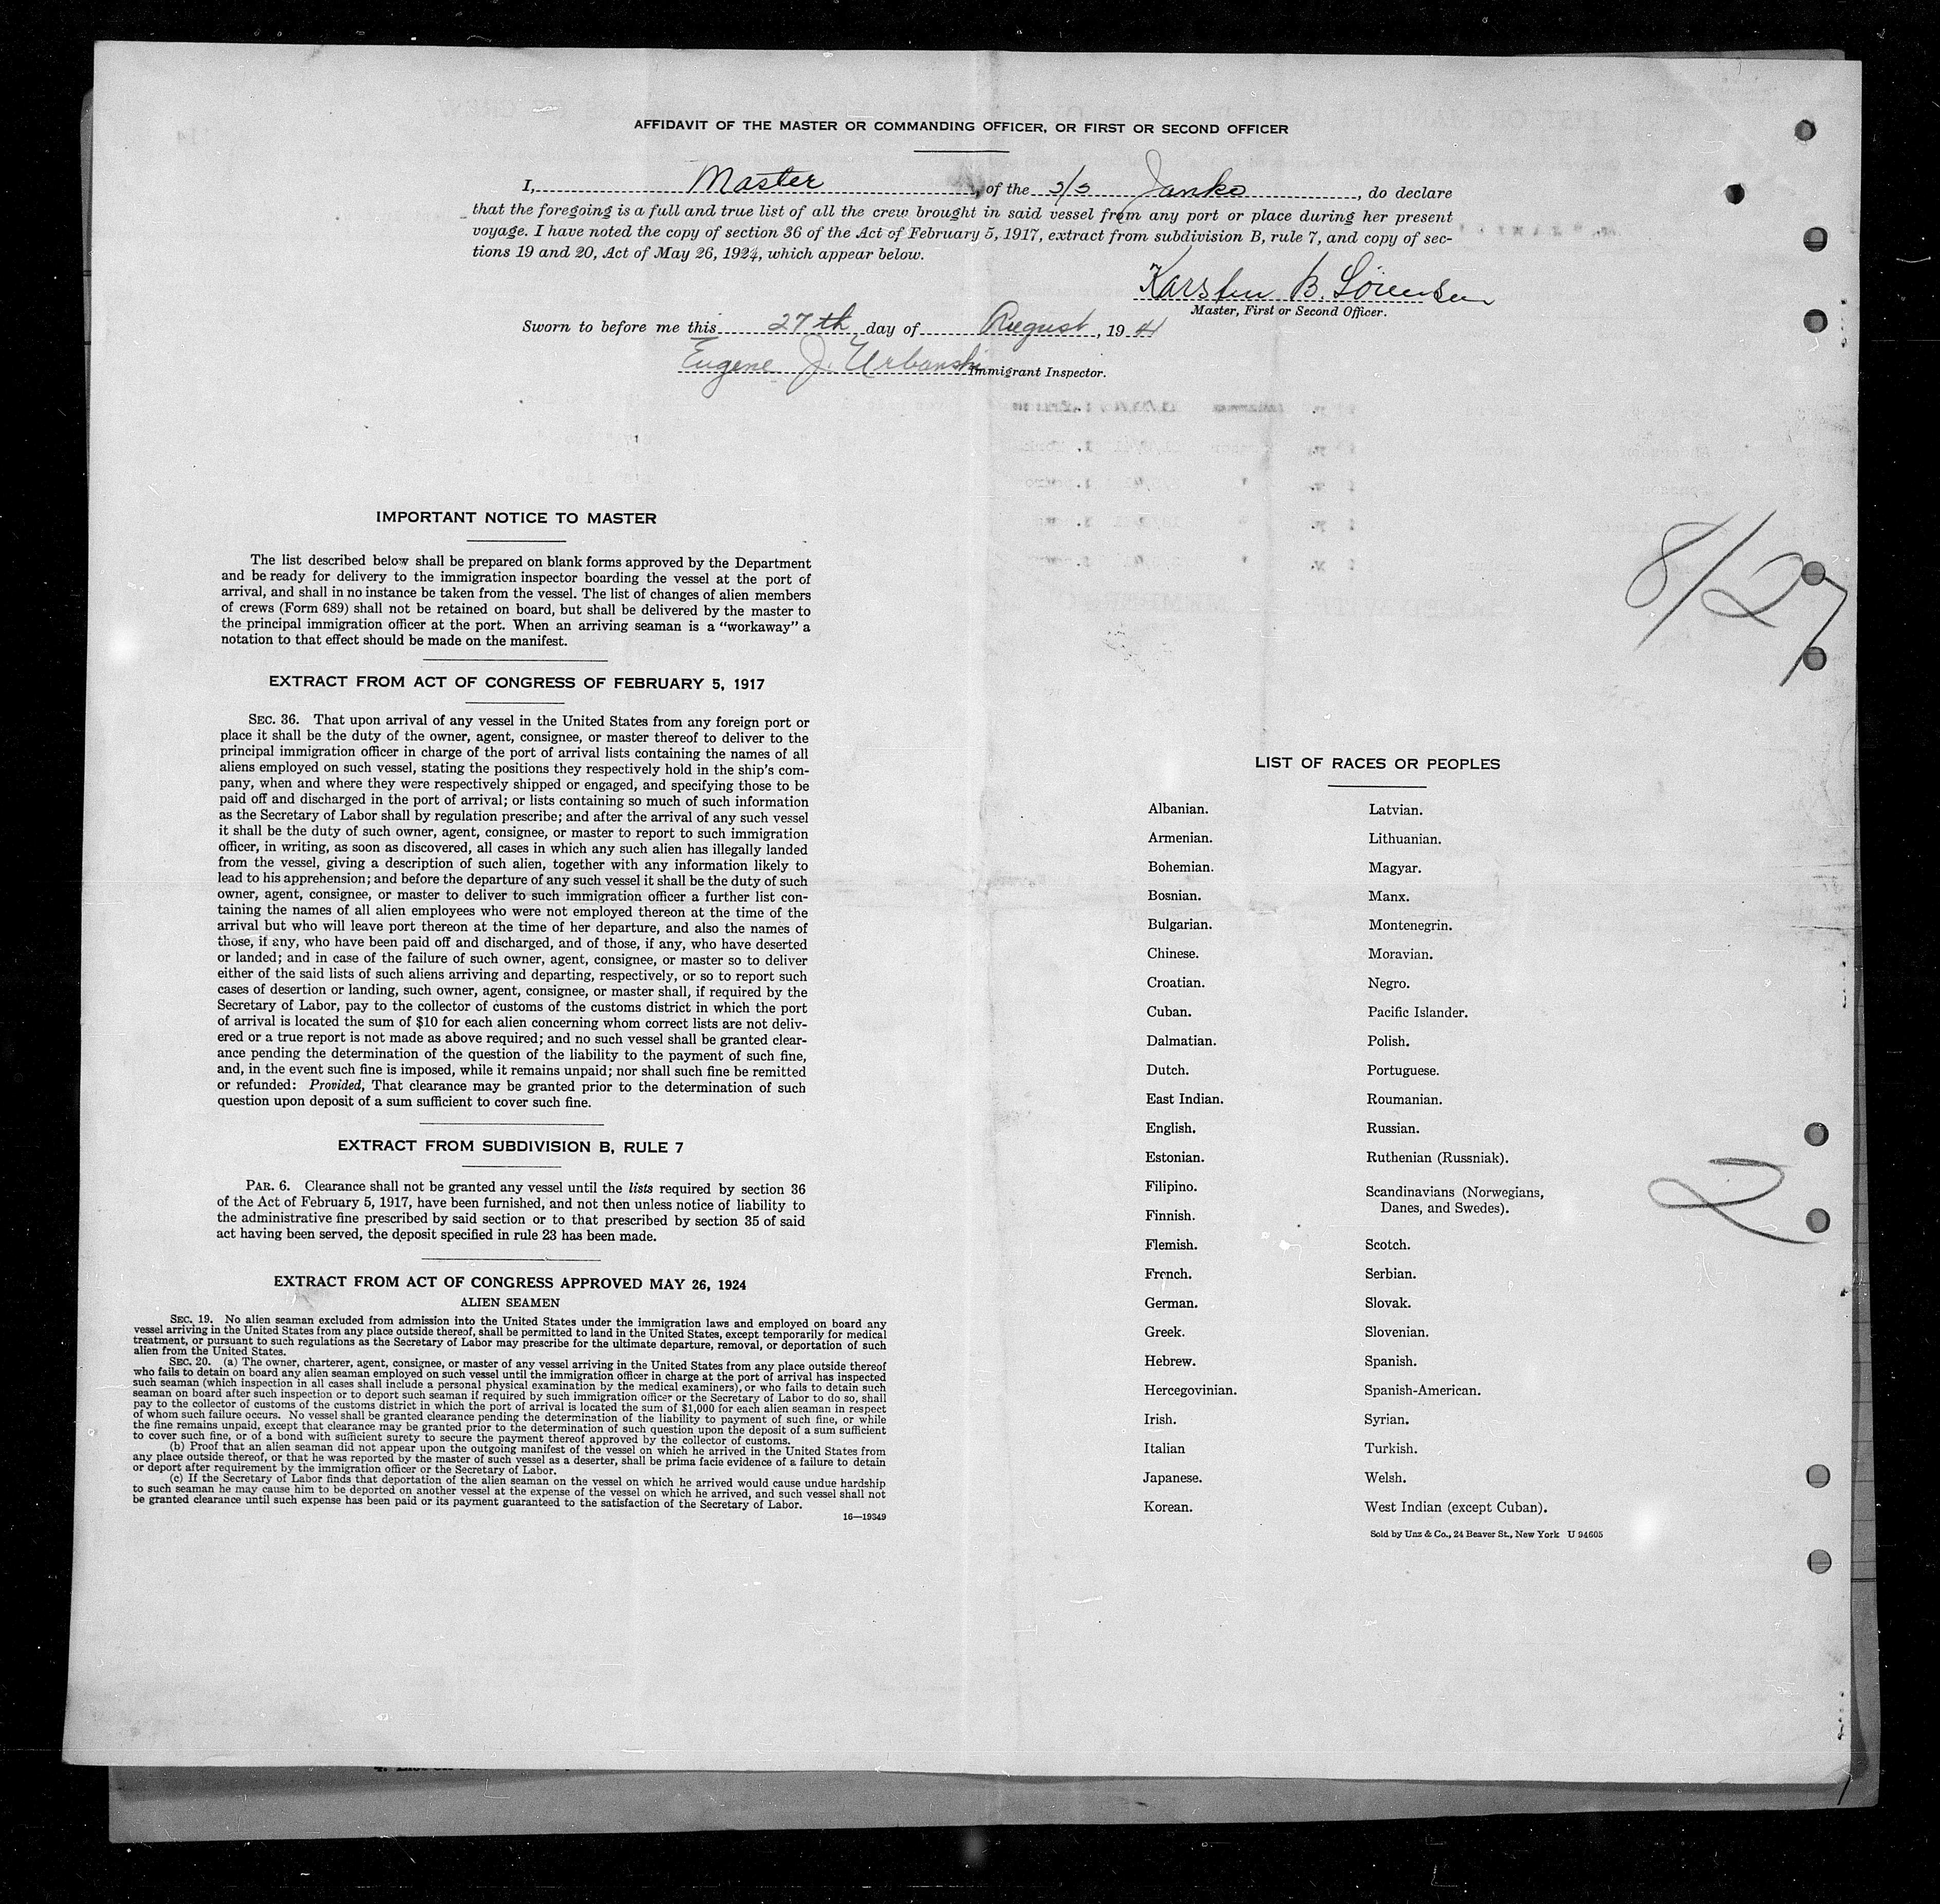 AFFIDAVIT OF THE MASTER OR COMMANDING OFFICER, OR FIRST OR SECOND OFFICER
I, Master, of the S/S Janko, do declare
that the foregoing is a full and true list of all the crew brought in said vessel from any port or place during her present
voyage. I have noted the copy of section 36 of the Act of February 5, 1917, extract from subdivision B, rule 7, and copy of sec-
tions 19 and 20, Act of May 26, 1924, which appear below.
Karsten B. Sörensen
Master, First or Second Officer.
Sworn to before me this 27th day of August, 1941
Eugene J. Urbanski Immigrant Inspector.
IMPORTANT NOTICE TO MASTER
The list described below shall be prepared on blank forms approved by the Department
and be ready for delivery to the immigration inspector boarding the vessel at the port of
arrival, and shall in no instance be taken from the vessel. The list of changes of alien members
of crews (Form 689) shall not be retained on board, but shall be delivered by the master to
the principal immigration officer at the port. When an arriving seaman is a “workaway” a
notation to that effect should be made on the manifest.
EXTRACT FROM ACT OF CONGRESS OF FEBRUARY 5, 1917
SEC. 36. That upon arrival of any vessel in the United States from any foreign port or
place it shall be the duty of the owner, agent, consignee, or master thereof to deliver to the
principal immigration officer in charge of the port of arrival lists containing the names of all
aliens employed on such vessel, stating the positions they respectively hold in the ship's com-
pany, when and where they were respectively shipped or engaged, and specifying those to be
paid off and discharged in the port of arrival; or lists containing so much of such information
as the Secretary of Labor shall by regulation prescribe; and after the arrival of any such vessel
it shall be the duty of such owner, agent, consignee, or master to report to such immigration
officer, in writing, as soon as discovered, all cases in which any such alien has illegally landed
from the vessel, giving a description of such alien, together with any information likely to
lead to his apprehension; and before the departure of any such vessel it shall be the duty of such
owner, agent, consignee, or master to deliver to such immigration officer a further list con-
taining the names of all alien employees who were not employed thereon at the time of the
arrival but who will leave port thereon at the time of her departure, and also the names of
those, if any, who have been paid off and discharged, and of those, if any, who have deserted
or landed; and in case of the failure of such owner, agent, consignee, or master so to deliver
either of the said lists of such aliens arriving and departing, respectively, or so to report such
cases of desertion or landing, such owner, agent, consignee, or master shall, if required by the
Secretary of Labor, pay to the collector of customs of the customs district in which the port
of arrival is located the sum of $10 for each alien concerning whom correct lists are not deliv-
ered or a true report is not made as above required; and no such vessel shall be granted clear-
ance pending the determination of the question of the liability to the payment of such fine,
and, in the event such fine is imposed, while it remains unpaid; nor shall such fine be remitted
or refunded: Provided, That clearance may be granted prior to the determination of such
question upon deposit of a sum sufficient to cover such fine.
EXTRACT FROM SUBDIVISION B, RULE 7
PAR. 6. Clearance shall not be granted any vessel until the lists required by section 36
of the Act of February 5, 1917, have been furnished, and not then unless notice of liability to
the administrative fine prescribed by said section or to that prescribed by section 35 of said
act having been served, the deposit specified in rule 23 has been made.
EXTRACT FROM ACT OF CONGRESS APPROVED MAY 26, 1924
ALIEN SEAMEN
SEC. 19. No alien seaman excluded from admission into the United States under the immigration laws and employed on board any
vessel arriving in the United States from any place outside thereof, shall be permitted to land in the United States, except temporarily for medical
treatment, or pursuant to such regulations as the Secretary of Labor may prescribe for the ultimate departure, removal, or deportation of such
alien from the United States.
SEC. 20. (a) The owner, charterer, agent, consignee, or master of any vessel arriving in the United States from any place outside thereof
who fails to detain on board any alien seaman employed on such vessel until the immigration officer in charge at the port of arrival has inspected
such seaman (which inspection in all cases shall include a personal physical examination by the medical examiners), or who fails to detain such
seaman on board after such inspection or to deport such seaman if required by such immigration officer or the Secretary of Labor to do so, shall
pay to the collector of customs of the customs district in which the port of arrival is located the sum of $1,000 for each alien seaman in respect
of whom such failure occurs. No vessel shall be granted clearance pending the determination of the liability to payment of such fine, or while
the fine remains unpaid, except that clearance may be granted prior to the determination of such question upon the deposit of a sum sufficient
to cover such fine, or of a bond with sufficient surety to secure the payment thereof approved by the collector of customs.
(b) Proof that an alien seaman did not appear upon the outgoing manifest of the vessel on which he arrived in the United States from
any place outside thereof, or that he was reported by the master of such vessel as a deserter, shall be prima facie evidence of a failure to detain
or deport after requirement by the immigration officer or the Secretary of Labor.
(c) If the Secretary of Labor finds that deportation of the alien seaman on the vessel on which he arrived would cause undue hardship
to such seaman he may cause him to be deported on another vessel at the expense of the vessel on which he arrived, and such vessel shall not
be granted clearance until such expense has been paid or its payment guaranteed to the satisfaction of the Secretary of Labor.
16—19349
8/27
LIST OF RACES OR PEOPLES
Albanian.
Armenian.
Bohemian.
Bosnian.
Bulgarian.
Chinese.
Croatian.
Cuban.
Dalmatian.
Dutch.
East Indian.
English.
Estonian.
Filipino.
Finnish.
Flemish.
French.
German.
Greek.
Hebrew.
Hercegovinian.
Irish.
Italian
Japanese.
Korean.
Latvian.
Lithuanian.
Magyar.
Manx.
Montenegrin.
Moravian.
Negro.
Pacific Islander.
Polish.
Portuguese.
Roumanian.
Russian.
Ruthenian (Russniak).
Scandinavians (Norwegians,
Danes, and Swedes).
Scotch.
Serbian.
Slovak.
Slovenian.
Spanish.
Spanish-American.
Syrian.
Turkish.
Welsh.
West Indian (except Cuban).
2
Sold by Unz & Co., 24 Beaver St., New York U 94605